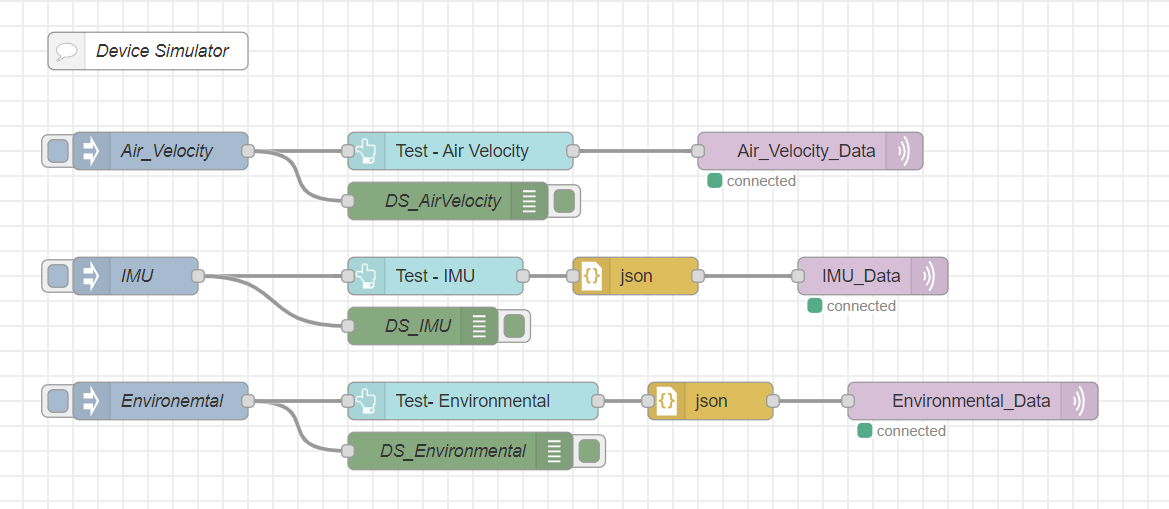 Device Simulator
Air_Velocity
Test - Air Velocity
Air_Velocity_Data
connected
DS_AirVelocity
IMU
Test - IMU
json
IMU_Data
connected
DS_IMU
Environemtal
Test- Environmental
json
Environmental_Data
connected
DS_Environmental